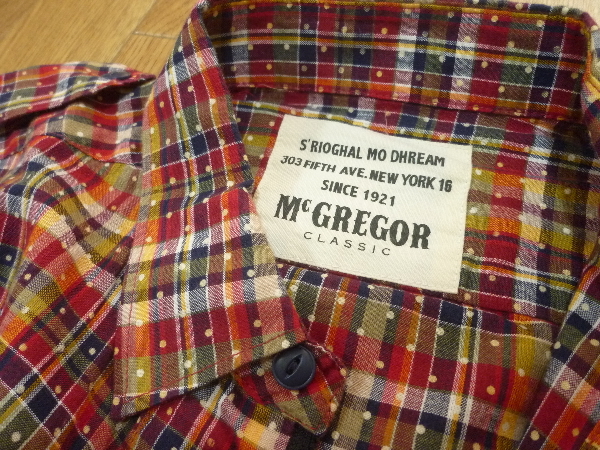 S'RIOGHAL MO DHREAM
303 FIFTH AVE. NEW YORK 16
SINCE 1921
McGREGOR
CLASSIC